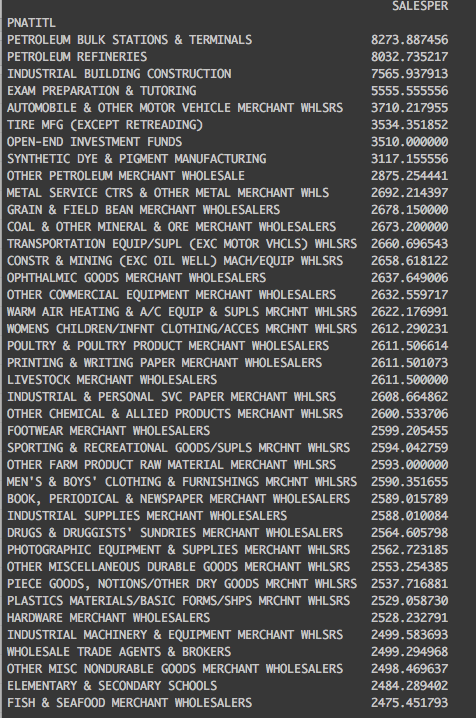 SALESPER
PNATITL
PETROLEUM BULK STATIONS & TERMINALS 8273.887456
PETROLEUM REFINERIES 8032.735217
INDUSTRIAL BUILDING CONSTRUCTION 7565.937913
EXAM PREPARATION & TUTORING 5555.555556
AUTOMOBILE & OTHER MOTOR VEHICLE MERCHANT WHLSRS 3710.217955
TIRE MFG (EXCEPT RETREADING) 3534.351852
OPEN-END INVESTMENT FUNDS 3510.000000
SYNTHETIC DYE & PIGMENT MANUFACTURING 3117.155556
OTHER PETROLEUM MERCHANT WHOLESALE 2875.254441
METAL SERVICE CTRS & OTHER METAL MERCHANT WHLS 2692.214397
GRAIN & FIELD BEAN MERCHANT WHOLESALERS 2678.150000
COAL & OTHER MINERAL & ORE MERCHANT WHOLESALERS 2673.200000
TRANSPORTATION EQUIP/SUPL (EXC MOTOR VHCLS) WHLSRS 2660.696543
CONSTR & MINING (EXC OIL WELL) MACH/EQUIP WHLSRS 2658.618122
OPHTHALMIC GOODS MERCHANT WHOLESALERS 2637.649006
OTHER COMMERCIAL EQUIPMENT MERCHANT WHOLESALERS 2632.559717
WARM AIR HEATING & A/C EQUIP & SUPLS MRCHNT WHLSRS 2622.176991
WOMENS CHILDREN/INFNT CLOTHING/ACCES MRCHNT WHLSRS 2612.290231
POULTRY & POULTRY PRODUCT MERCHANT WHOLESALERS 2611.506614
PRINTING & WRITING PAPER MERCHANT WHOLESALERS 2611.501073
LIVESTOCK MERCHANT WHOLESALERS 2611.500000
INDUSTRIAL & PERSONAL SVC PAPER MERCHANT WHLSRS 2608.664862
OTHER CHEMICAL & ALLIED PRODUCTS MERCHANT WHLSRS 2600.533706
FOOTWEAR MERCHANT WHOLESALERS 2599.205455
SPORTING & RECREATIONAL GOODS/SUPLS MRCHNT WHLSRS 2594.042759
OTHER FARM PRODUCT RAW MATERIAL MERCHANT WHLSRS 2593.000000
MEN'S & BOYS' CLOTHING & FURNISHINGS MRCHNT WHLSRS 2590.351655
BOOK, PERIODICAL & NEWSPAPER MERCHANT WHOLESALERS 2589.015789
INDUSTRIAL SUPPLIES MERCHANT WHOLESALERS 2588.010084
DRUGS & DRUGGISTS' SUNDRIES MERCHANT WHOLESALERS 2564.605798
PHOTOGRAPHIC EQUIPMENT & SUPPLIES MERCHANT WHLSRS 2562.723185
OTHER MISCELLANEOUS DURABLE GOODS MERCHANT WHLSRS 2553.254385
PIECE GOODS, NOTIONS/OTHER DRY GOODS MRCHNT WHLSRS 2537.716881
PLASTICS MATERIALS/BASIC FORMS/SHPS MRCHNT WHLSRS 2529.058730
HARDWARE MERCHANT WHOLESALERS 2528.232791
INDUSTRIAL MACHINERY & EQUIPMENT MERCHANT WHLSRS 2499.583693
WHOLESALE TRADE AGENTS & BROKERS 2499.294968
OTHER MISC NONDURABLE GOODS MERCHANT WHOLESALERS 2498.469637
ELEMENTARY & SECONDARY SCHOOLS 2484.289402
FISH & SEAFOOD MERCHANT WHOLESALERS 2475.451793